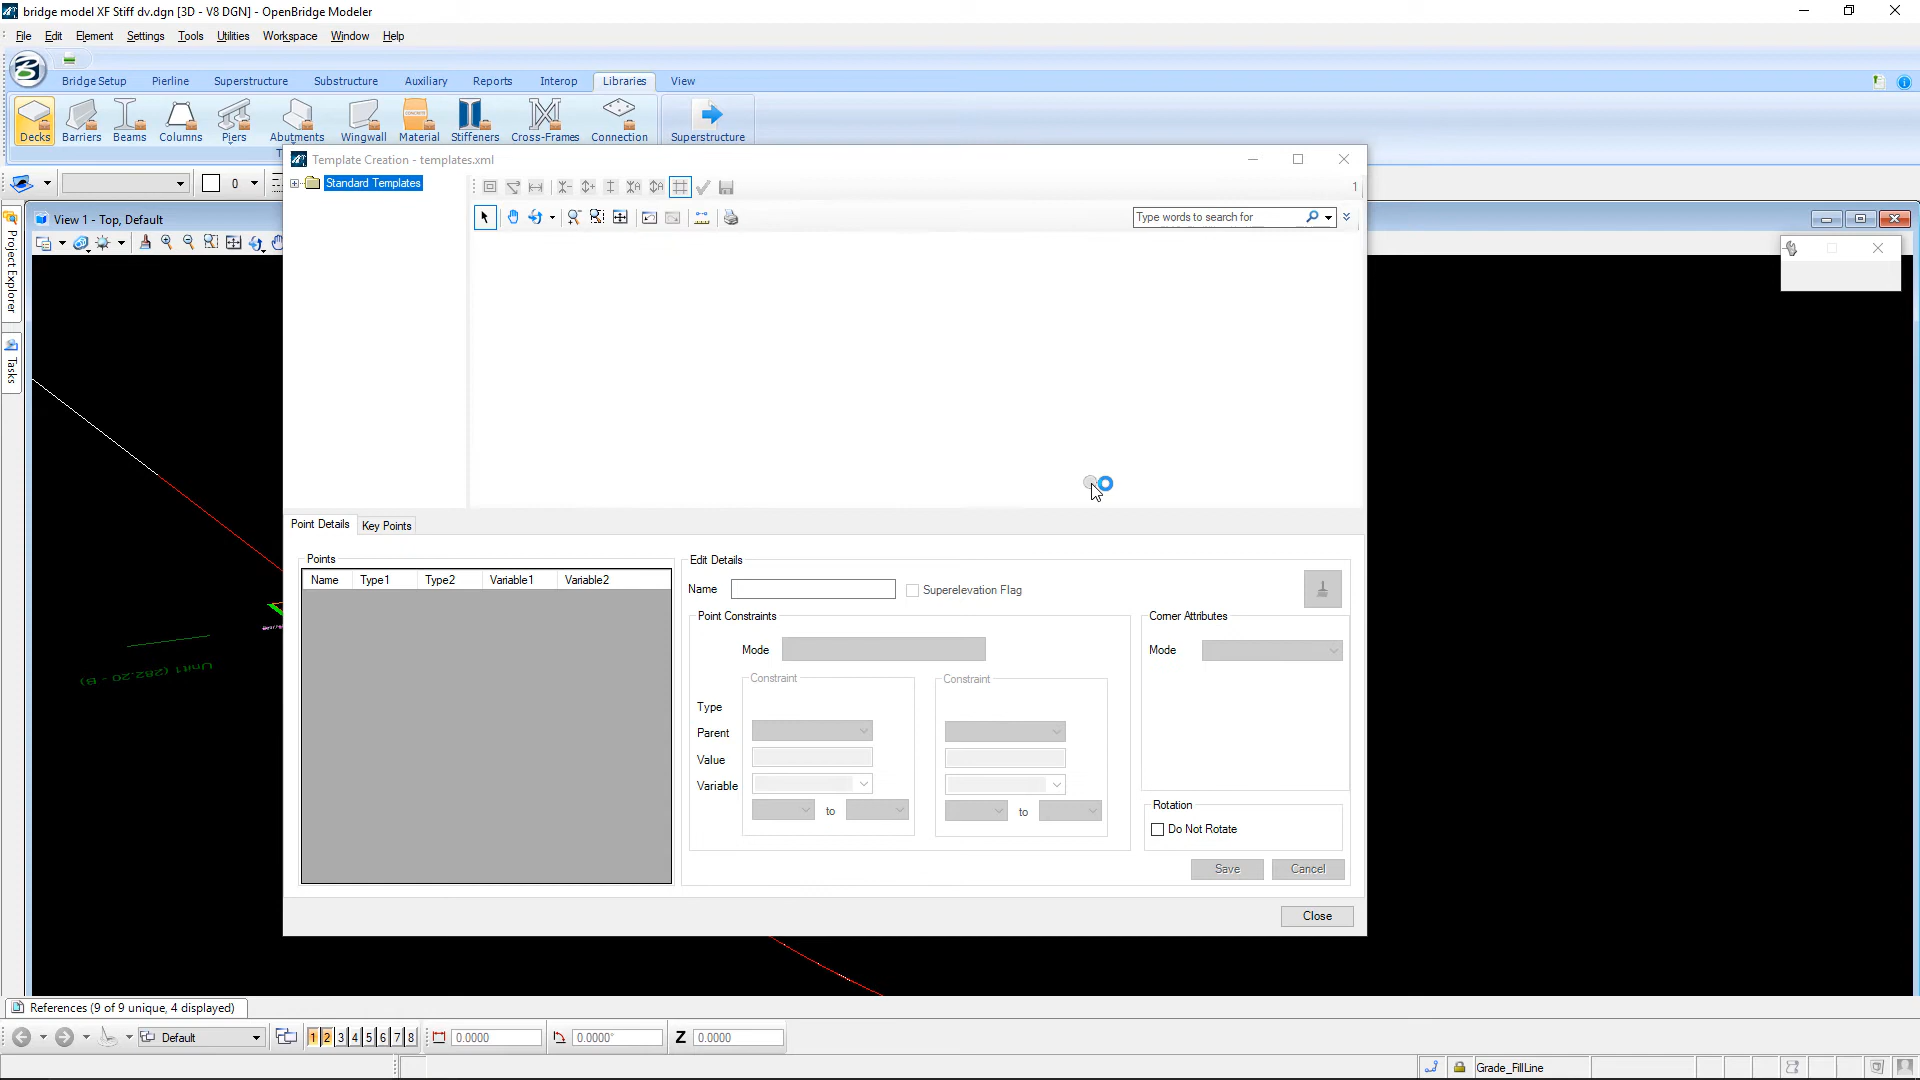 bridge model XF Stiff dv.dgn [3D - V8 DGN] - OpenBridge Modeler
File Edit Element Settings Tools Utilities Workspace Window Help
Bridge Setup Pierline Superstructure Substructure Auxiliary Reports Interop Libraries View
Decks Barriers Beams Columns Piers Abutments Wingwall Material Stiffeners Cross-Frames Connection Superstructure
Template Creation - templates.xml
Standard Templates
1
0
View 1 - Top, Default
Type words to search for
Project Explorer
Tasks
Unit1 (282.20 - B)
Point Details Key Points
Points
Name Type1 Type2 Variable1 Variable2
Edit Details
Name
Superelevation Flag
Point Constraints
Mode
Constraint
Constraint
Type
Parent
Value
Variable
to
to
Corner Attributes
Mode
Rotation
Do Not Rotate
Save Cancel
Close
References (9 of 9 unique, 4 displayed)
Default 1 2 3 4 5 6 7 8 0.0000 0.0000° Z 0.0000
Grade_FillLine